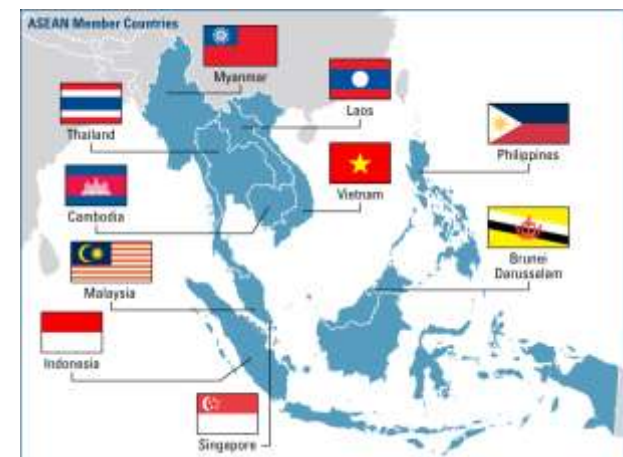 ASEAN Member Countries
Myanmar
Laos
Thailand
Philippines
Vietnam
Cambodia
Brunei
Darussalam
Malaysia
Indonesia
Singapore